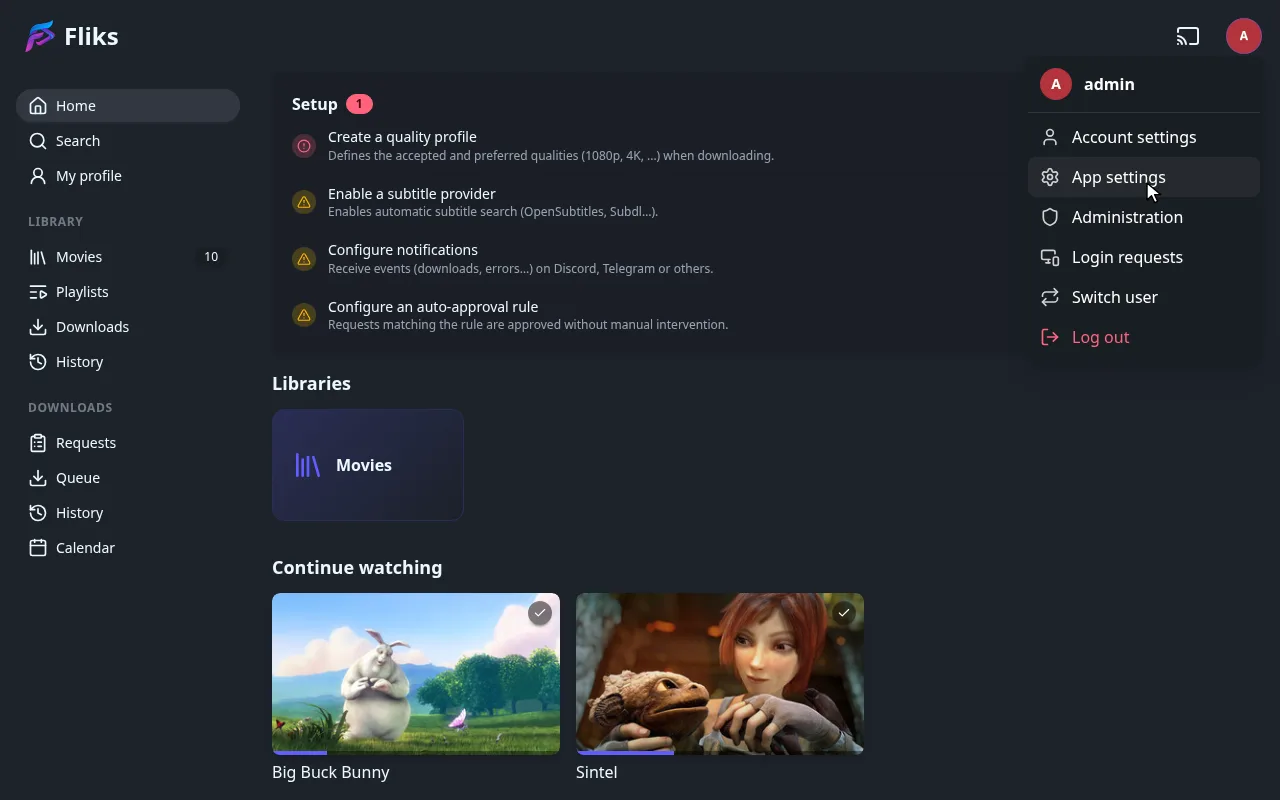 Fliks
A
Home
Search
My profile
LIBRARY
Movies 10
Playlists
Downloads
History
DOWNLOADS
Requests
Queue
History
Calendar
Setup 1
Create a quality profile
Defines the accepted and preferred qualities (1080p, 4K, ...) when downloading.
Enable a subtitle provider
Enables automatic subtitle search (OpenSubtitles, Subdl...).
Configure notifications
Receive events (downloads, errors...) on Discord, Telegram or others.
Configure an auto-approval rule
Requests matching the rule are approved without manual intervention.
Libraries
Movies
Continue watching
Big Buck Bunny
Sintel
A admin
Account settings
App settings
Administration
Login requests
Switch user
Log out